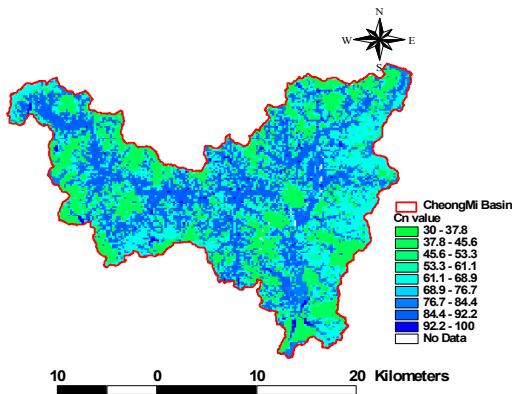 N
W E
S
CheongMi Basin
Cn value
30 - 37.8
37.8 - 45.6
45.6 - 53.3
53.3 - 61.1
61.1 - 68.9
68.9 - 76.7
76.7 - 84.4
84.4 - 92.2
92.2 - 100
No Data
10 0 10 20 Kilometers